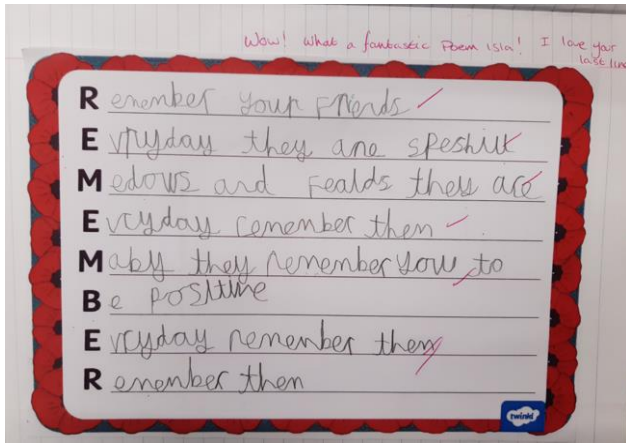 Wow! What a fantastic Poem Isla! I love your
last line
Remember your Friends
Evryday they are speshill
Medows and Fealds they are
Evryday remember them
Maby they remember you to
Be positive
Evryday remember them
Remember them
twinkl